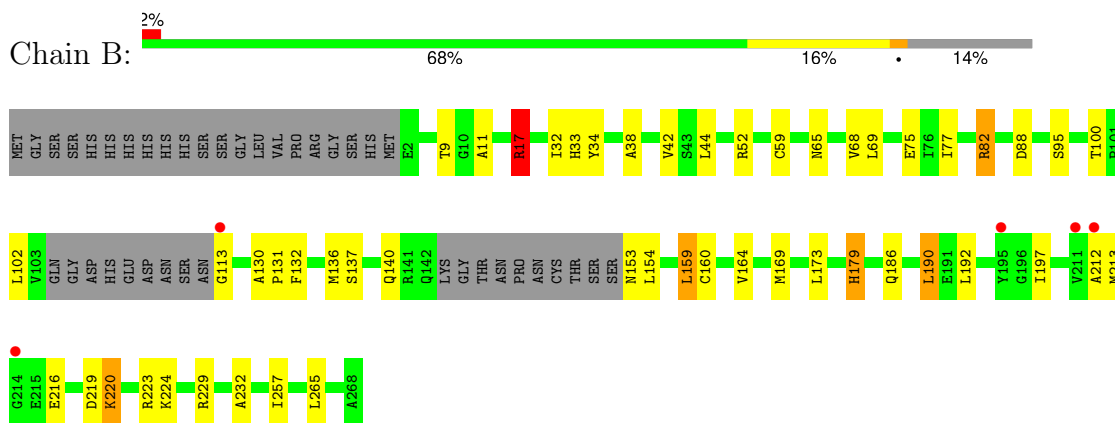 2%
Chain B:
68% 16% • 14%
MET GLY SER SER HIS HIS HIS HIS HIS HIS SER SER GLY LEU VAL PRO ARG GLY SER HIS MET E2 T9 G10 A11 R17 I32 H33 Y34 A38 V42 S43 L44 R52 C59 N65 V68 L69 E75 I76 I77 R82 D88 S95 T100 R101
L102 V103 GLN GLY ASP HIS GLU ASP ASN SER ASN G113 A130 P131 F132 M136 S137 Q140 R141 Q142 LYS GLY THR ASN PRO ASN CYS THR SER SER N153 L154 L159 C160 V164 M169 L173 H179 Q186 L190 E191 L192 Y195 G196 I197 V211 A212 M213
G214 E215 E216 D219 K220 R223 K224 R229 A232 I257 L265 A268